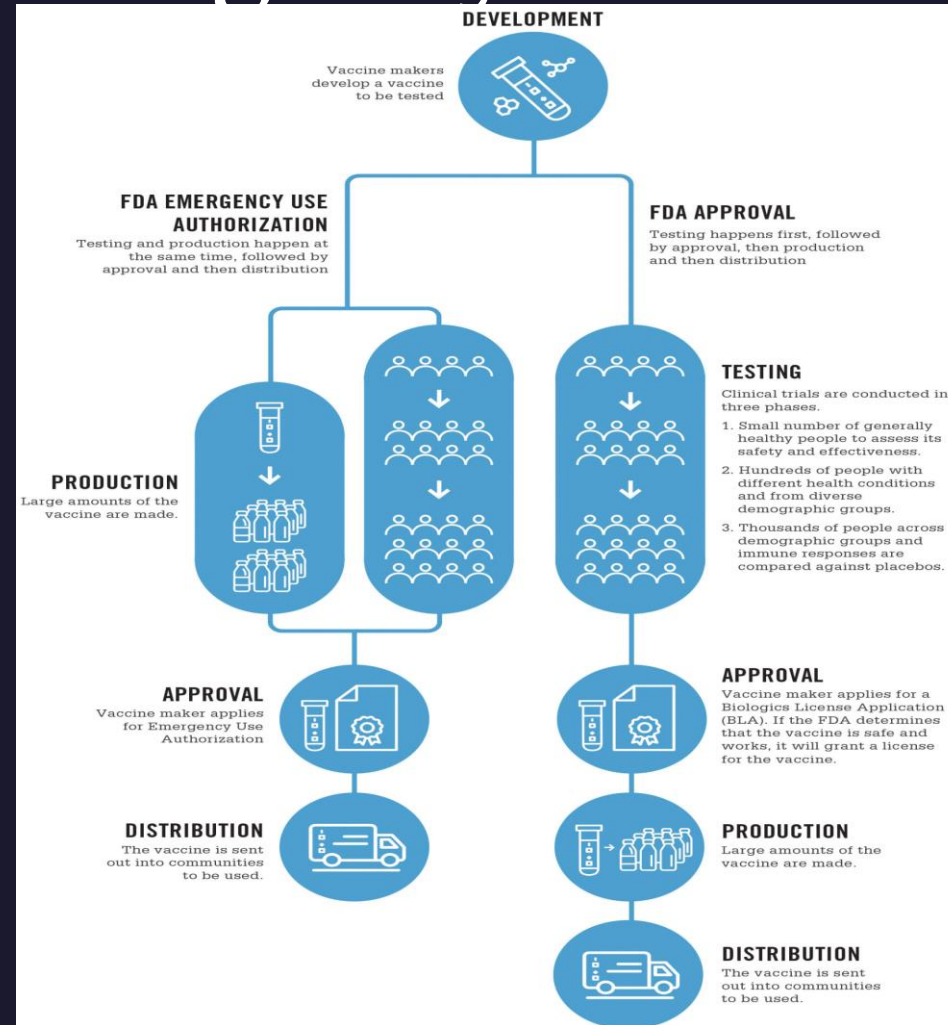 DEVELOPMENT
Vaccine makers
develop a vaccine
to be tested
FDA EMERGENCY USE
AUTHORIZATION
Testing and production happen at
the same time, followed by
approval and then distribution
FDA APPROVAL
Testing happens first, followed
by approval, then production
and then distribution
PRODUCTION
Large amounts of the
vaccine are made.
TESTING
Clinical trials are conducted in
three phases.
1. Small number of generally
healthy people to assess its
safety and effectiveness.
2. Hundreds of people with
different health conditions
and from diverse
demographic groups.
3. Thousands of people across
demographic groups and
immune responses are
compared against placebos.
APPROVAL
Vaccine maker applies
for Emergency Use
Authorization
APPROVAL
Vaccine maker applies for a
Biologics License Application
(BLA). If the FDA determines
that the vaccine is safe and
works, it will grant a license
for the vaccine.
DISTRIBUTION
The vaccine is sent
out into communities
to be used.
PRODUCTION
Large amounts of the
vaccine are made.
DISTRIBUTION
The vaccine is sent
out into communities
to be used.